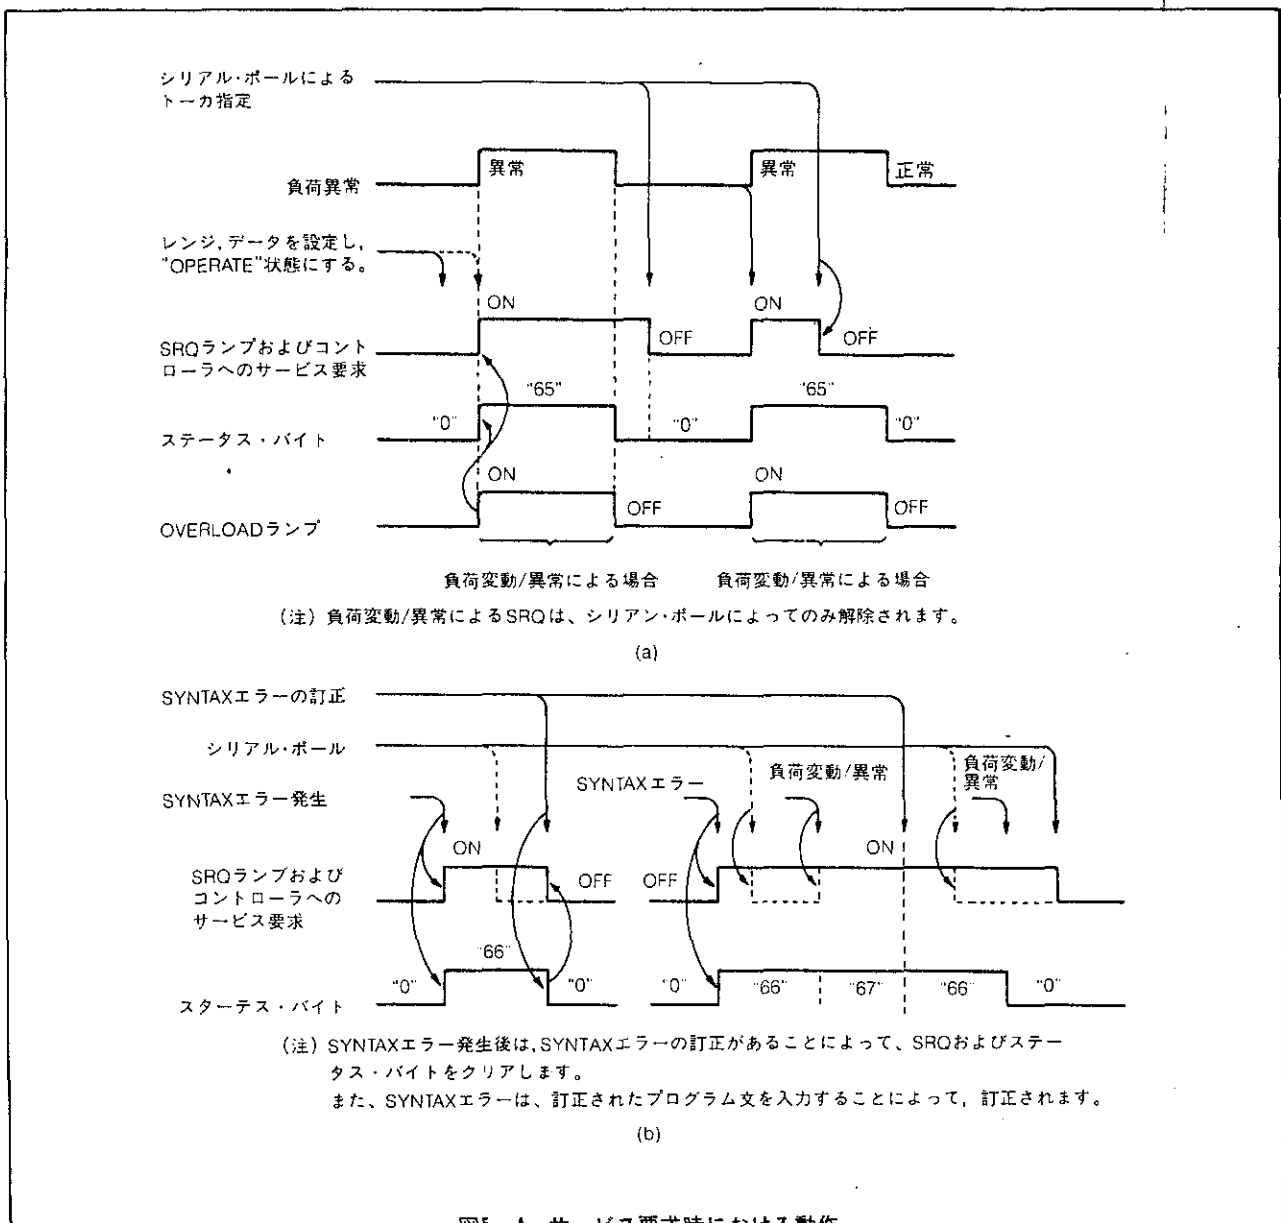 シリアル・ポールによる
トーカ指定
異常
異常
正常
負荷異常
レンジ,データを設定し,
"OPERATE"状態にする。
ON
ON
OFF
OFF
SRQランプおよびコント
ローラへのサービス要求
"65"
"65"
"0"
"0"
"0"
ステータス・バイト
ON
ON
OFF
OFF
OVERLOADランプ
負荷変動/異常による場合
負荷変動/異常による場合
(注) 負荷変動/異常によるSRQは、シリアン・ポールによってのみ解除されます。
(a)
SYNTAXエラーの訂正
シリアル・ポール
SYNTAXエラー
負荷変動/異常
負荷変動/
異常
SYNTAXエラー発生
ON
ON
SRQランプおよび
コントローラへの
サービス要求
OFF
OFF
"66"
"0"
"0"
"0"
"66"
"67"
"66"
"0"
スターテス・バイト
(注) SYNTAXエラー発生後は,SYNTAXエラーの訂正があることによって、SRQおよびステー
タス・バイトをクリアします。
また、SYNTAXエラーは、訂正されたプログラム文を入力することによって, 訂正されます。
(b)
サービス要求時における動作